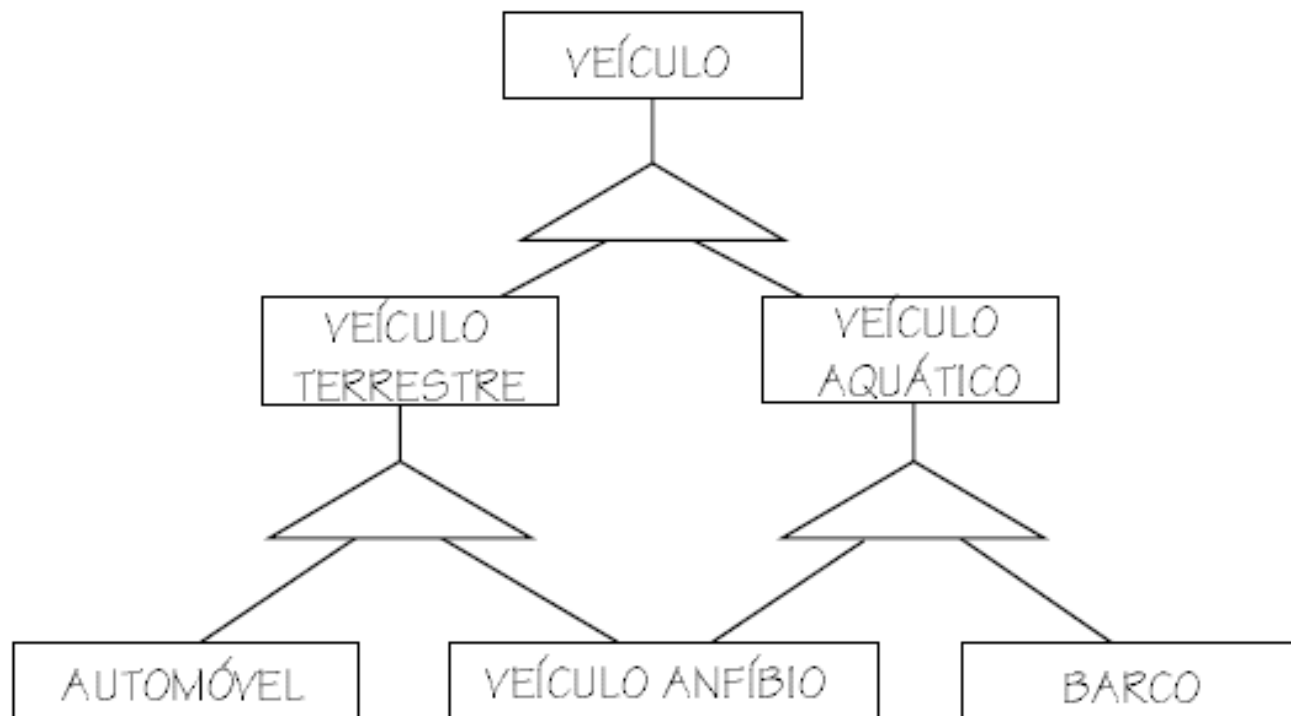 VEÍCULO
VEÍCULO
TERRESTRE
VEÍCULO
AQUÁTICO
AUTOMÓVEL
VEÍCULO ANFÍBIO
BARCO